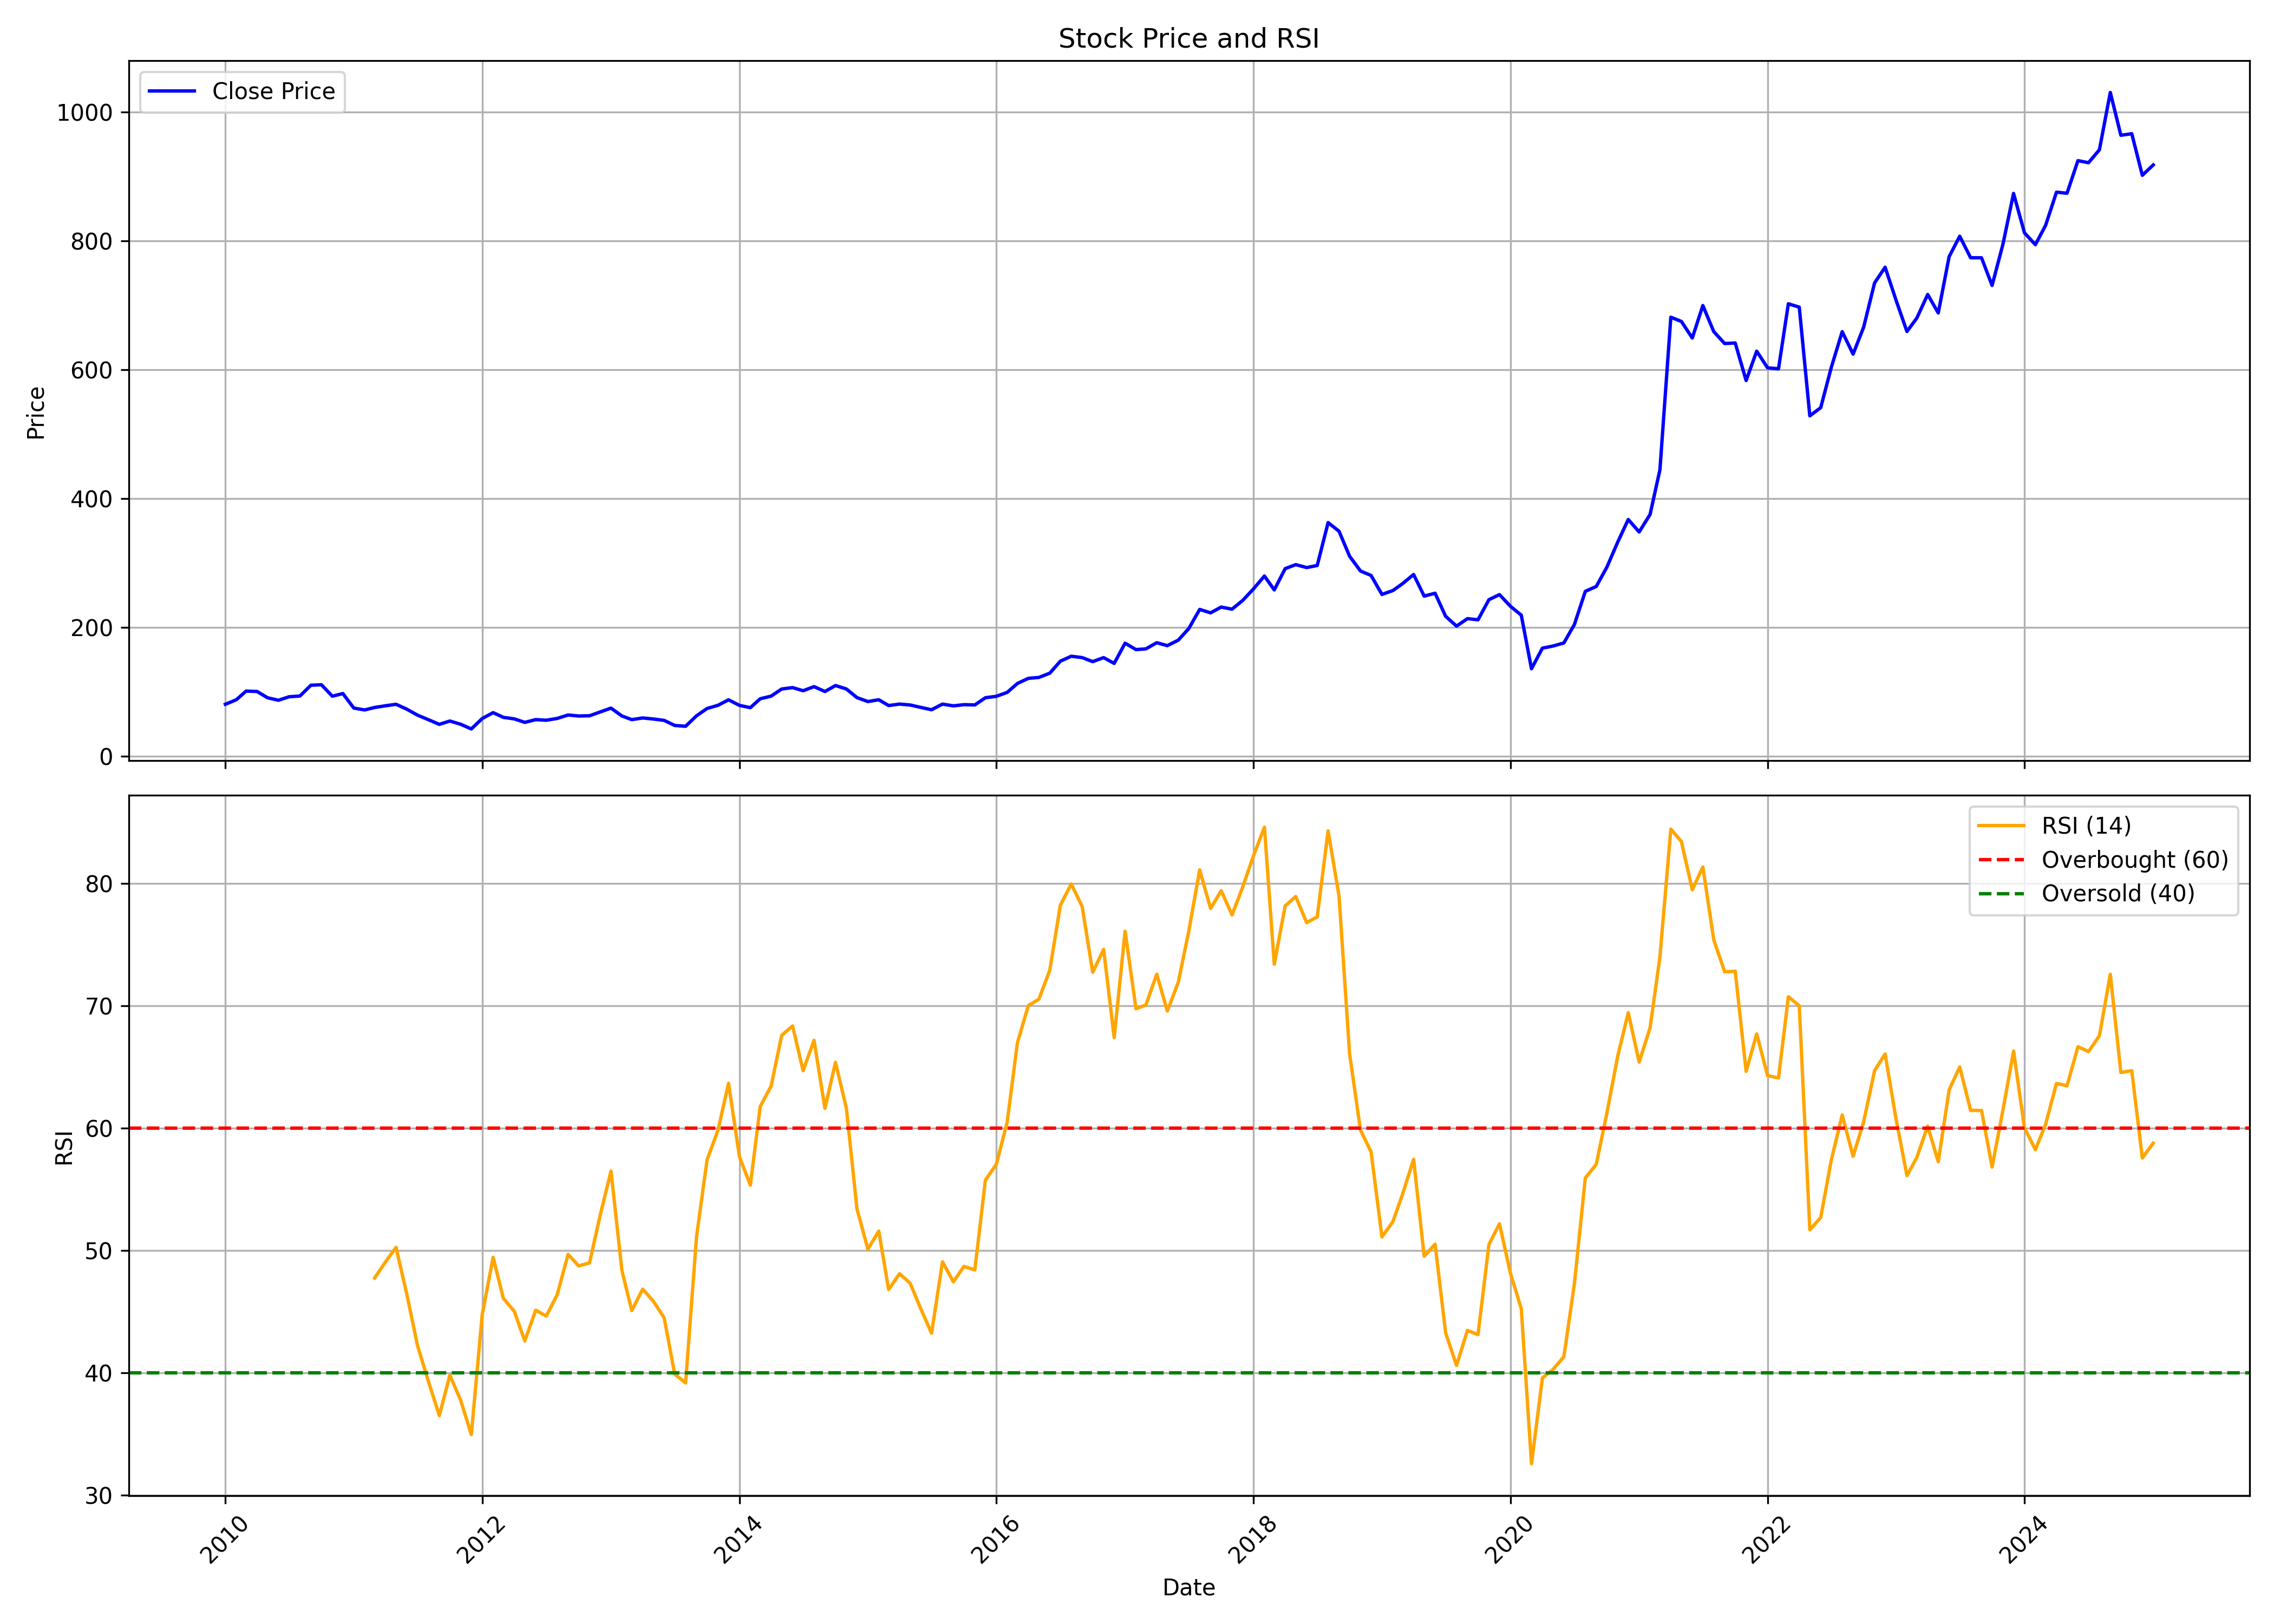 Stock Price and RSI
Close Price
1000
800
600
400
200
0
Price
RSI (14)
Overbought (60)
Oversold (40)
80
70
60
50
40
30
RSI
2010
2012
2014
2016
2018
2020
2022
2024
Date